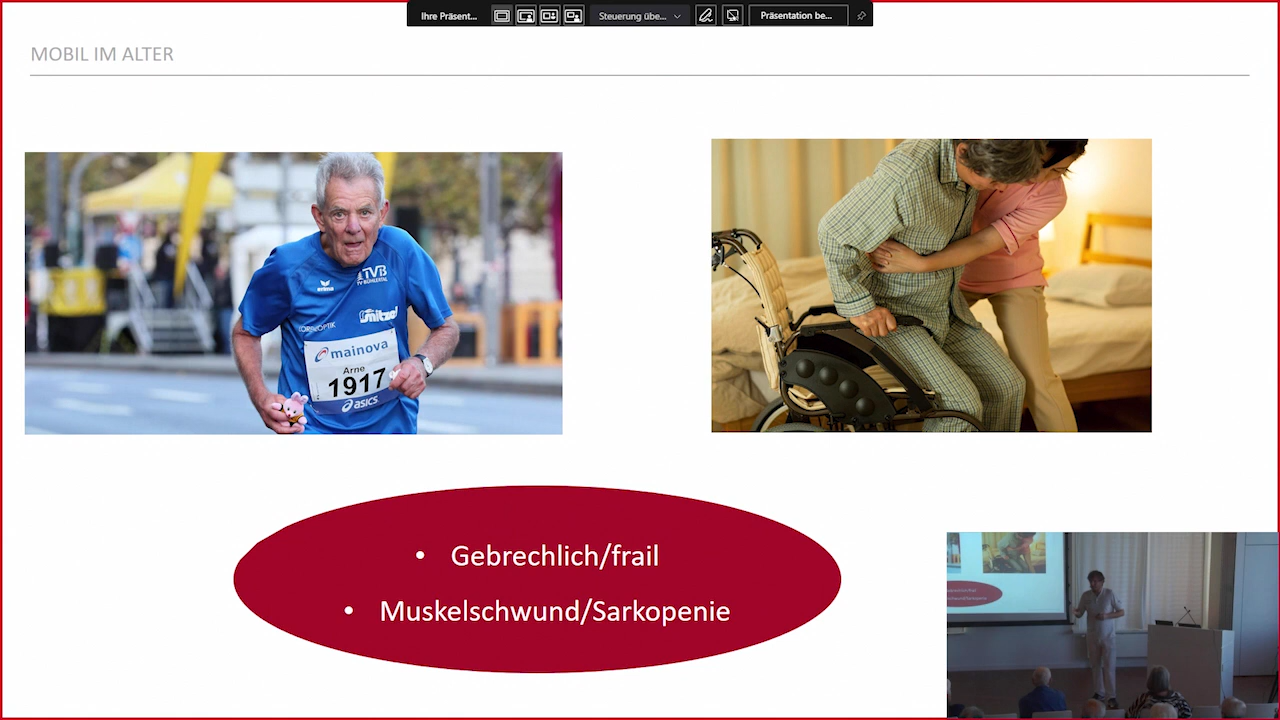 Ihre Präsent...
Steuerung übe...
Präsentation be...
MOBIL IM ALTER
TVB
TV BÜHLERTAL
erima
mainova
Arne
1917
asics
• Gebrechlich/frail
• Muskelschwund/Sarkopenie